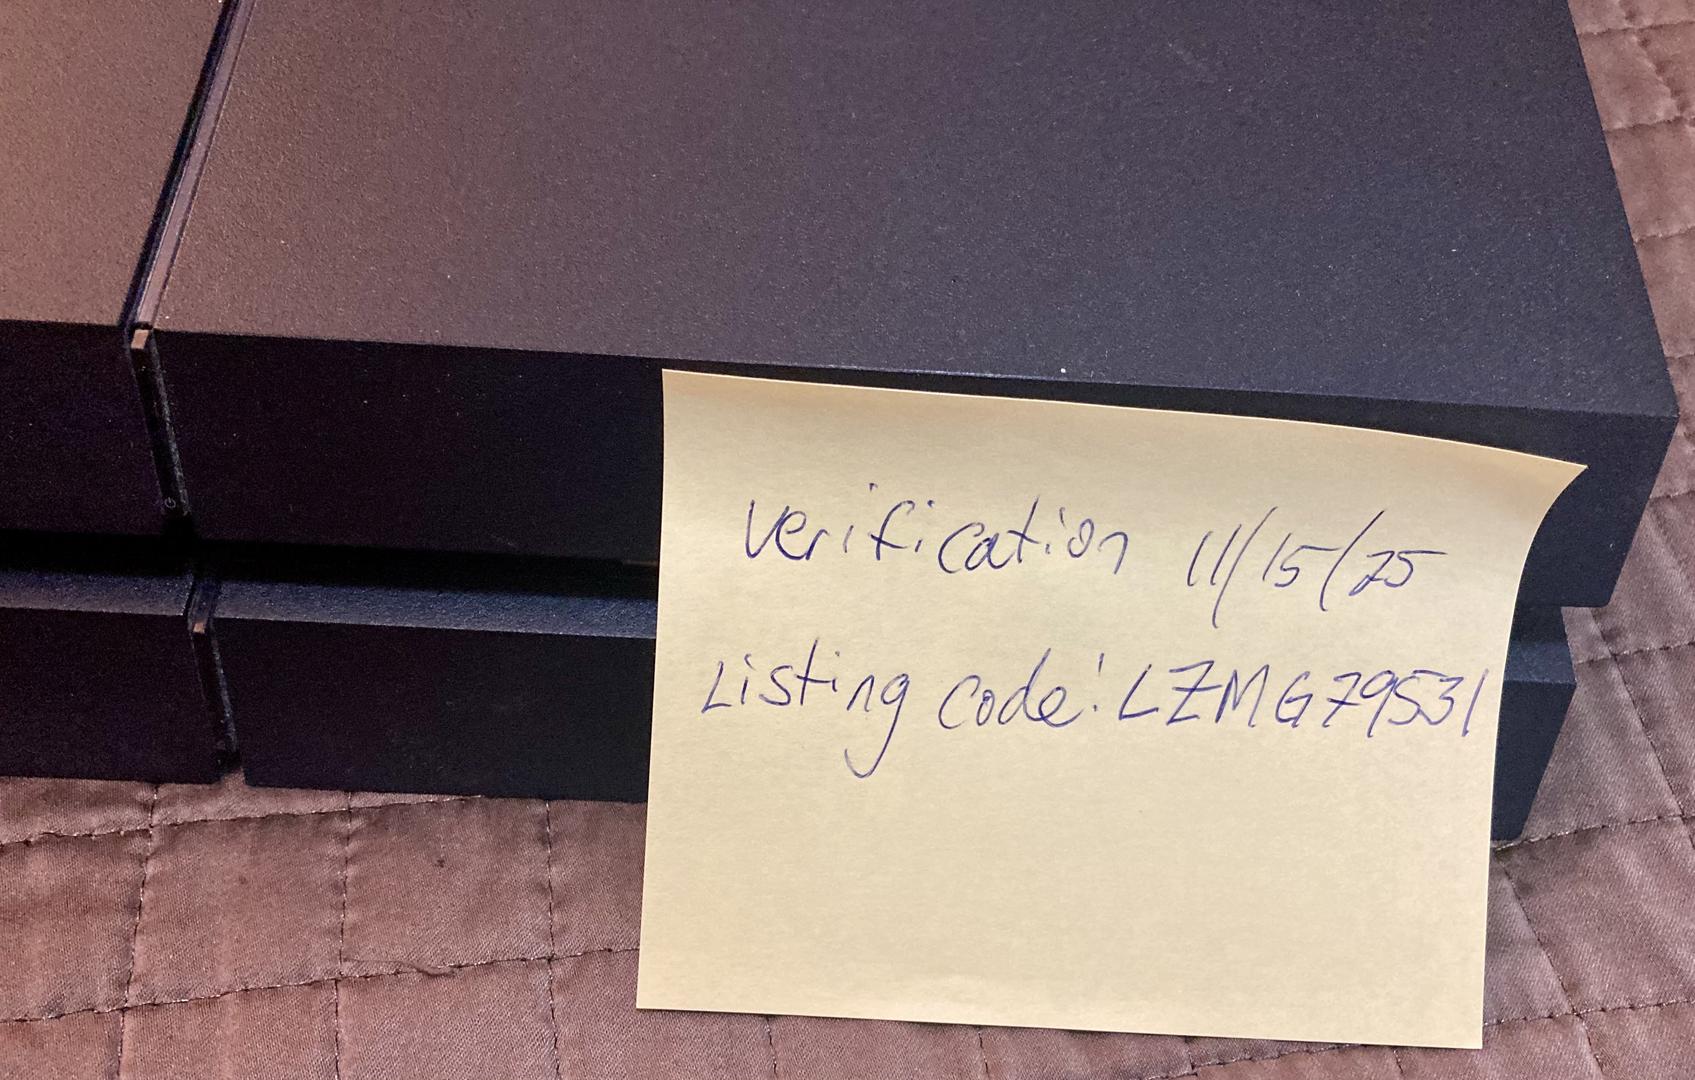 Verification 11/15/25
Listing code: LZMG79531